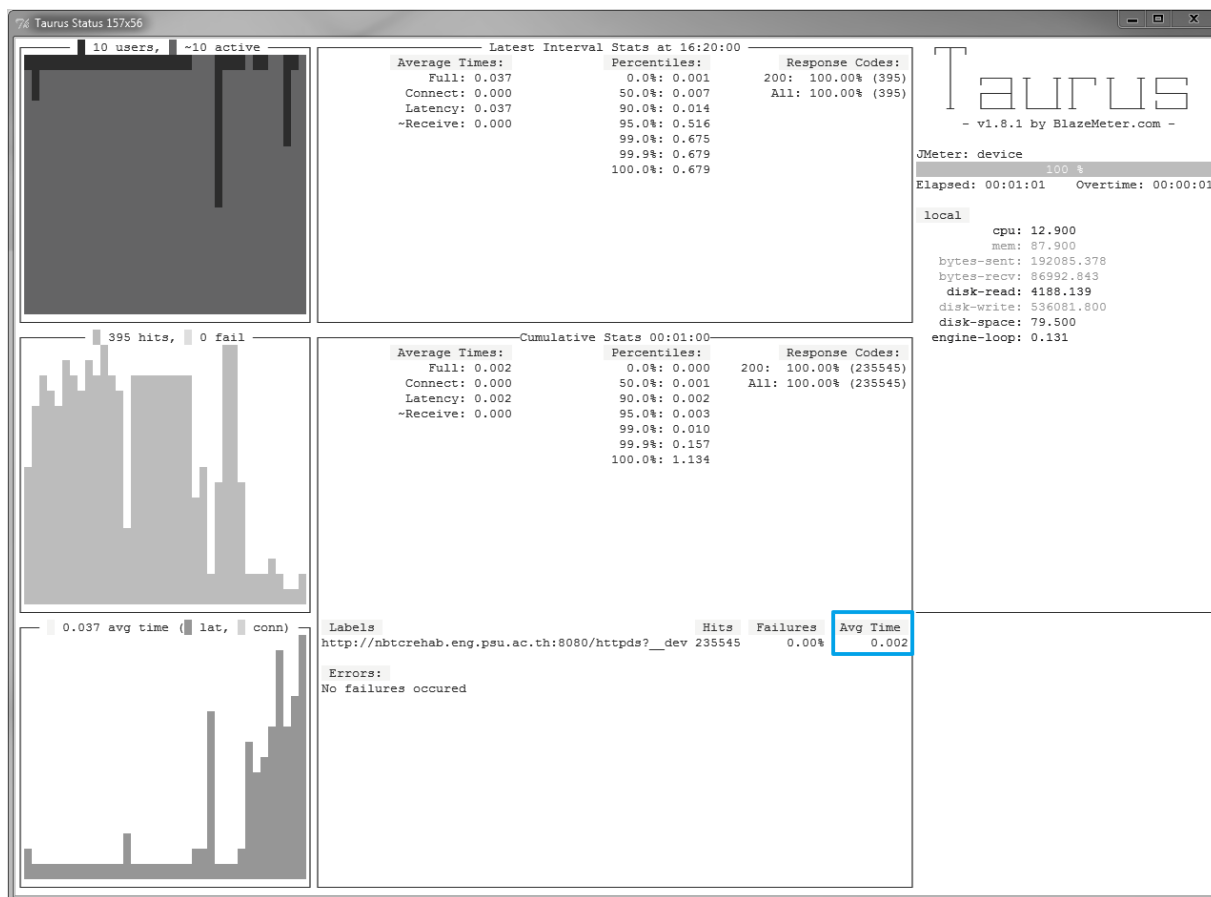 Taurus Status 157x56
10 users, ~10 active
Latest Interval Stats at 16:20:00
Average Times: Percentiles: Response Codes:
Full: 0.037 0.0%: 0.001 200: 100.00% (395)
Connect: 0.000 50.0%: 0.007 All: 100.00% (395)
Latency: 0.037 90.0%: 0.014
~Receive: 0.000 95.0%: 0.516
99.0%: 0.675
99.9%: 0.679
100.0%: 0.679
Taurus
- v1.8.1 by BlazeMeter.com -
JMeter: device
100 %
Elapsed: 00:01:01 Overtime: 00:00:01
local
cpu: 12.900
mem: 87.900
bytes-sent: 192085.378
bytes-recv: 86992.843
disk-read: 4188.139
disk-write: 536081.800
disk-space: 79.500
engine-loop: 0.131
395 hits, 0 fail
Cumulative Stats 00:01:00
Average Times: Percentiles: Response Codes:
Full: 0.002 0.0%: 0.000 200: 100.00% (235545)
Connect: 0.000 50.0%: 0.001 All: 100.00% (235545)
Latency: 0.002 90.0%: 0.002
~Receive: 0.000 95.0%: 0.003
99.0%: 0.010
99.9%: 0.157
100.0%: 1.134
0.037 avg time ( lat, conn)
Labels Hits Failures Avg Time
http://nbtcrehab.eng.psu.ac.th:8080/httpds?__dev 235545 0.00% 0.002
Errors:
No failures occured